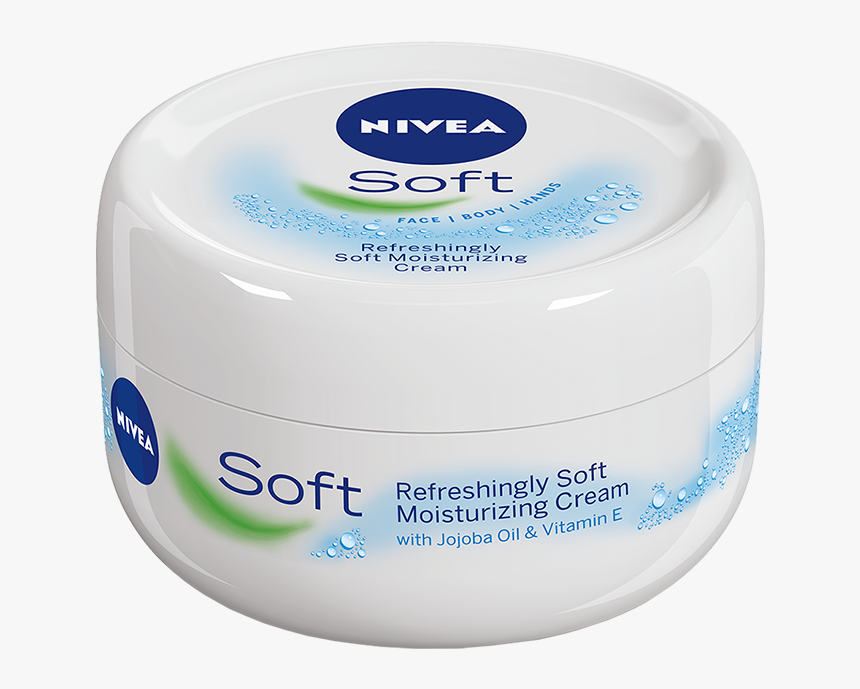 NIVEA
Soft
FACE | BODY | HANDS
Refreshingly
Soft Moisturizing
Cream
NIVEA
Soft
Refreshingly Soft
Moisturizing Cream
with Jojoba Oil & Vitamin E